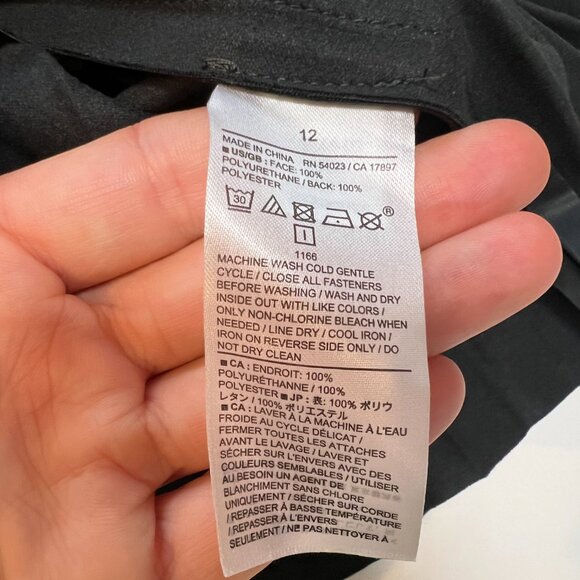 12
MADE IN CHINA RN 54023 / CA 17897
■ US/GB: FACE: 100%
POLYURETHANE / BACK: 100%
POLYESTER
30
®
I
1166
MACHINE WASH COLD GENTLE
CYCLE / CLOSE ALL FASTENERS
BEFORE WASHING / WASH AND DRY
INSIDE OUT WITH LIKE COLORS /
ONLY NON-CHLORINE BLEACH WHEN
NEEDED / LINE DRY / COOL IRON /
IRON ON REVERSE SIDE ONLY / DO
NOT DRY CLEAN
■ CA: ENDROIT: 100%
POLYURÉTHANNE / 100%
POLYESTER ■ JP: 表: 100% ポリウ
レタン / 100% ポリエステル
■ CA: LAVER À LA MACHINE À L'EAU
FROIDE AU CYCLE DÉLICAT /
FERMER TOUTES LES ATTACHES
AVANT LE LAVAGE / LAVER ET
SÉCHER SUR L'ENVERS AVEC DES
COULEURS SEMBLABLES / UTILISER
AU BESOIN UN AGENT DE
BLANCHIMENT SANS CHLORE
UNIQUEMENT / SÉCHER SUR CORDE
/ REPASSER À BASSE TEMPÉRATURE
/ REPASSER À L'ENVERS
SEULEMENT / NE PAS NETTOYER À